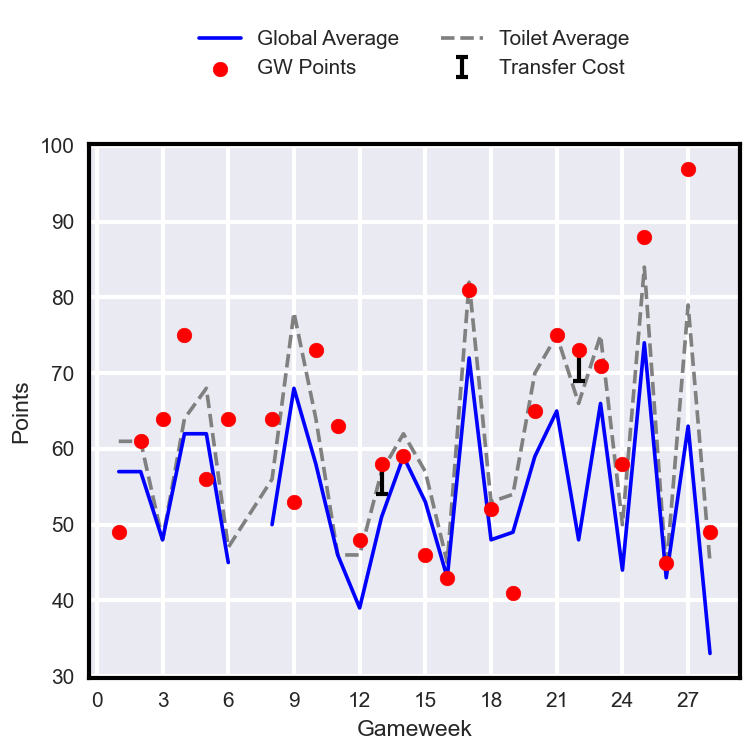 Global Average
Toilet Average
GW Points
Transfer Cost
100
90
80
70
60
50
40
30
Points
0 3 6 9 12 15 18 21 24 27
Gameweek